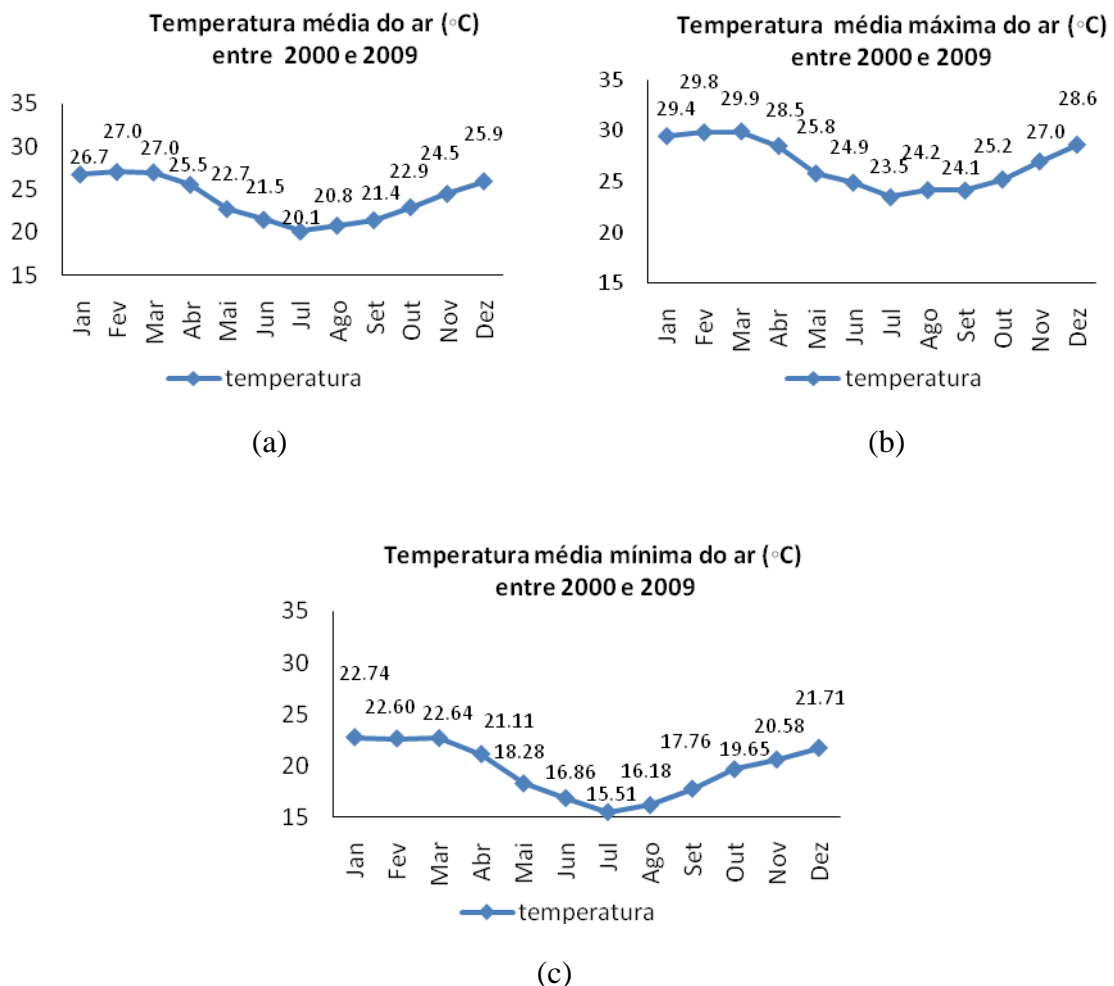 Temperatura média do ar (◦C)
entre 2000 e 2009
35
30
25
20
15
26.7
27.0
27.0
25.5
22.7
21.5
20.1
20.8
21.4
22.9
24.5
25.9
Jan
Fev
Mar
Abr
Mai
Jun
Jul
Ago
Set
Out
Nov
Dez
temperatura
(a)
Temperatura média máxima do ar (◦C)
entre 2000 e 2009
35
30
25
20
15
29.4
29.8
29.9
28.5
25.8
24.9
23.5
24.2
24.1
25.2
27.0
28.6
Jan
Fev
Mar
Abr
Mai
Jun
Jul
Ago
Set
Out
Nov
Dez
temperatura
(b)
Temperatura média mínima do ar (◦C)
entre 2000 e 2009
35
30
25
20
15
22.74
22.60
22.64
21.11
18.28
16.86
15.51
16.18
17.76
19.65
20.58
21.71
Jan
Fev
Mar
Abr
Mai
Jun
Jul
Ago
Set
Out
Nov
Dez
temperatura
(c)